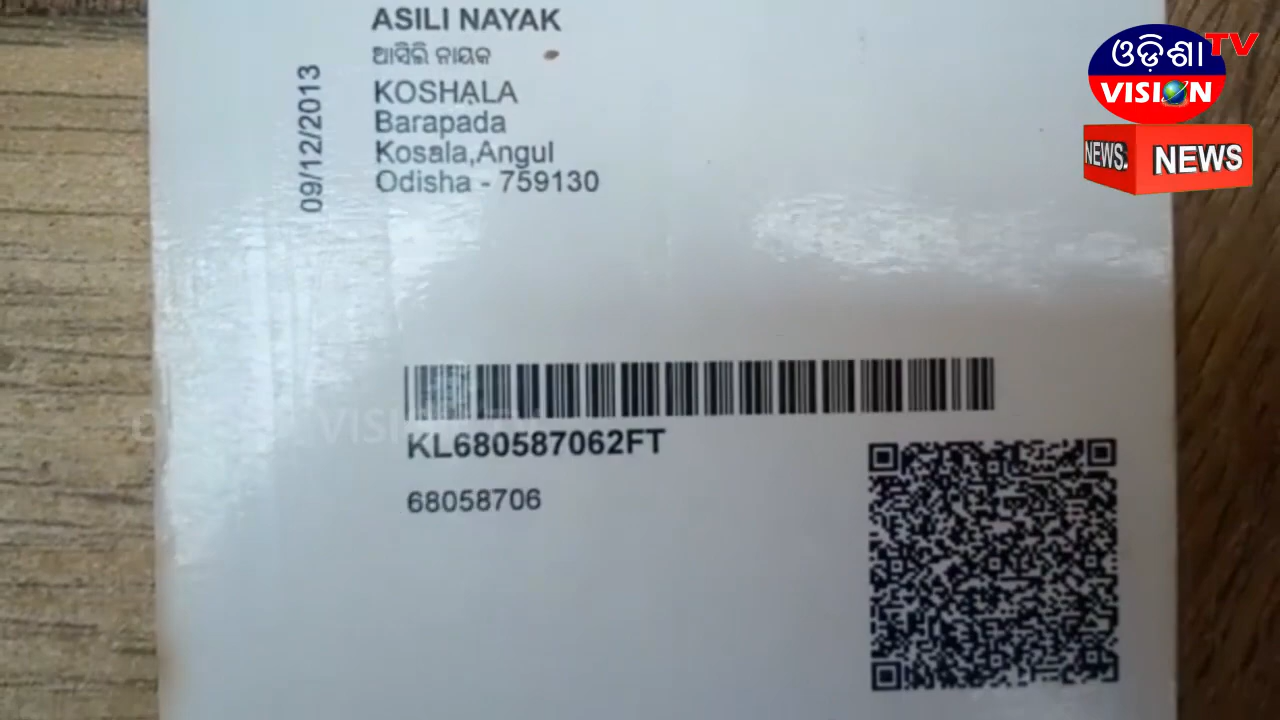 ASILI NAYAK
ଆସିଲି ନାୟକ
KOSHALA
Barapada
Kosala,Angul
Odisha - 759130
09/12/2013
KL680587062FT
68058706
ଓଡ଼ିଶା TV
VISION
NEWS. NEWS